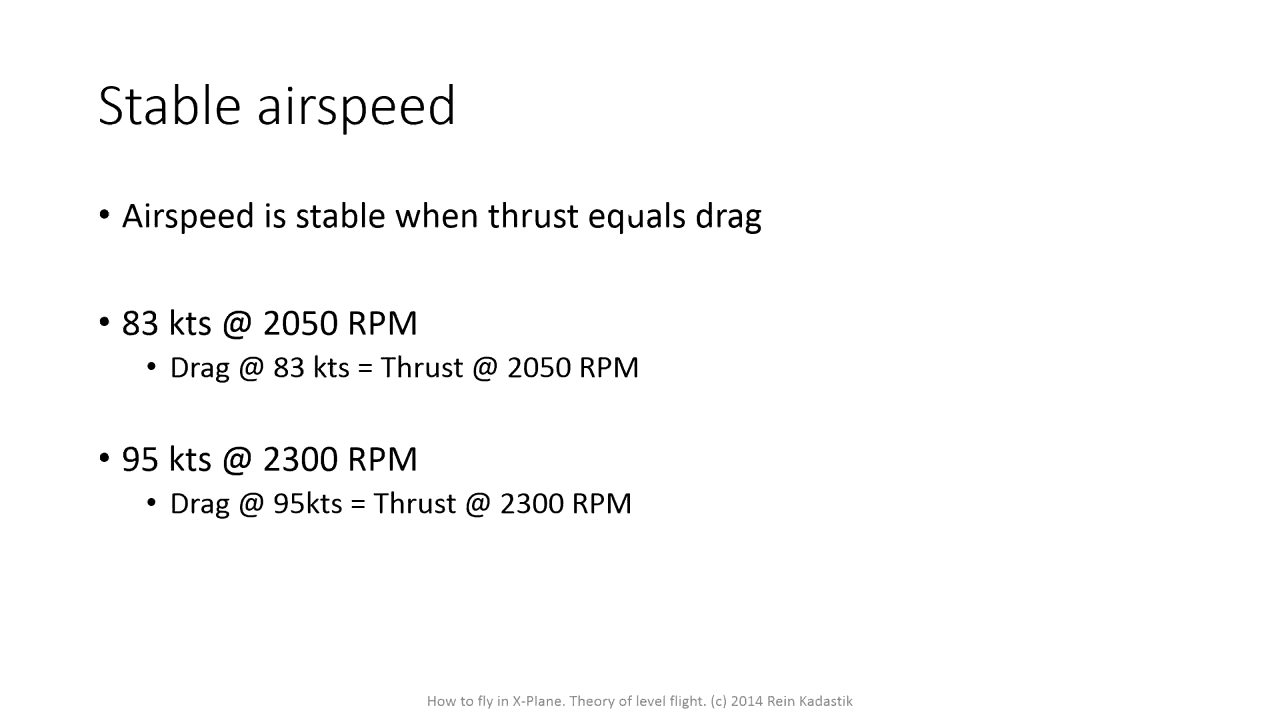 Stable airspeed
• Airspeed is stable when thrust equals drag
• 83 kts @ 2050 RPM
• Drag @ 83 kts = Thrust @ 2050 RPM
• 95 kts @ 2300 RPM
• Drag @ 95kts = Thrust @ 2300 RPM
How to fly in X-Plane. Theory of level flight. (c) 2014 Rein Kadastik